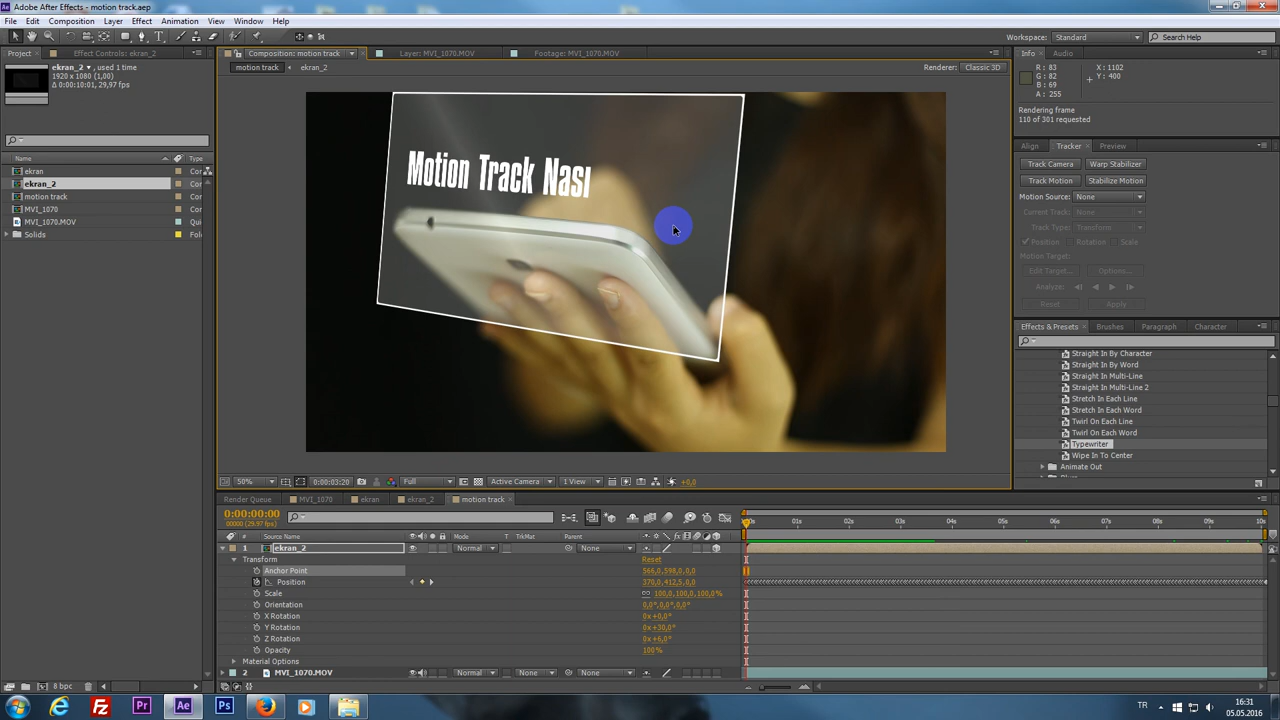 Adobe After Effects - motion track.aep
File Edit Composition Layer Effect Animation View Window Help
Workspace: Standard Search Help
Project Effect Controls: ekran_2
Composition: motion track Layer: MVI_1070.MOV Footage: MVI_1070.MOV
Info Audio
ekran_2, used 1 time
1920 x 1080 (1,00)
Δ 0:00:10:01, 29,97 fps
motion track ekran_2
Renderer: Classic 3D
R : 83
G : 82
B : 69
A : 255
X : 1102
Y : 400
Rendering frame
110 of 301 requested
Align Tracker Preview
Track Camera Warp Stabilizer
Track Motion Stabilize Motion
Motion Source: None
Current Track: None
Track Type: Transform
Position Rotation Scale
Motion Target:
Edit Target... Options...
Analyze:
Reset Apply
Name Type
ekran Co
ekran_2 Co
motion track Co
MVI_1070 Co
MVI_1070.MOV Qui
Solids Fol
Motion Track Nasl
Effects & Presets Brushes Paragraph Character
Straight In By Character
Straight In By Word
Straight In Multi-Line
Straight In Multi-Line 2
Stretch In Each Line
Stretch In Each Word
Twirl On Each Line
Twirl On Each Word
Typewriter
Wipe In To Center
Animate Out
50% 0:00:03:20 Full Active Camera 1 View +0,0
Render Queue MVI_1070 ekran ekran_2 motion track
0:00:00:00
00000 (29.97 fps)
01s 02s 03s 04s 05s 06s 07s 08s 09s 10s
# Source Name Mode T TrkMat Parent
1 ekran_2 Normal None
Transform Reset
Anchor Point 566,0,598,0,0,0
Position 370,0,412,5,0,0
Scale 100,0,100,0,100,0%
Orientation 0,0°,0,0°,0,0°
X Rotation 0x+0,0°
Y Rotation 0x+30,0°
Z Rotation 0x+6,0°
Opacity 100%
Material Options
2 MVI_1070.MOV Normal None None
8 bpc
TR 16:31
05.05.2016